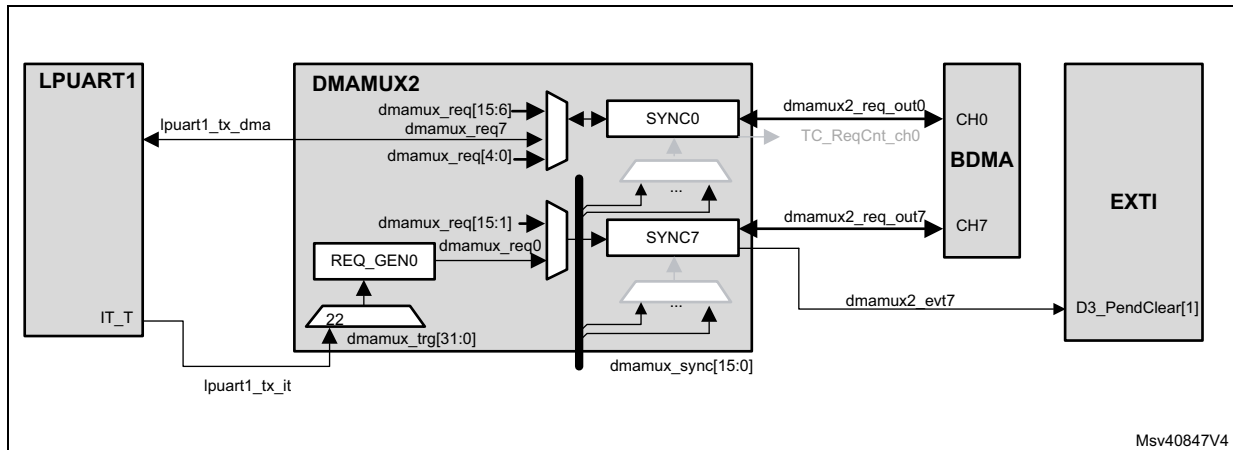 LPUART1
DMAMUX2
BDMA
EXTI
lpuart1_tx_dma
dmamux_req[15:6]
dmamux_req7
dmamux_req[4:0]
SYNC0
dmamux2_req_out0
TC_ReqCnt_ch0
CH0
...
dmamux_req[15:1]
dmamux_req0
REQ_GEN0
SYNC7
dmamux2_req_out7
CH7
...
dmamux2_evt7
D3_PendClear[1]
IT_T
22
dmamux_trg[31:0]
dmamux_sync[15:0]
lpuart1_tx_it
Msv40847V4